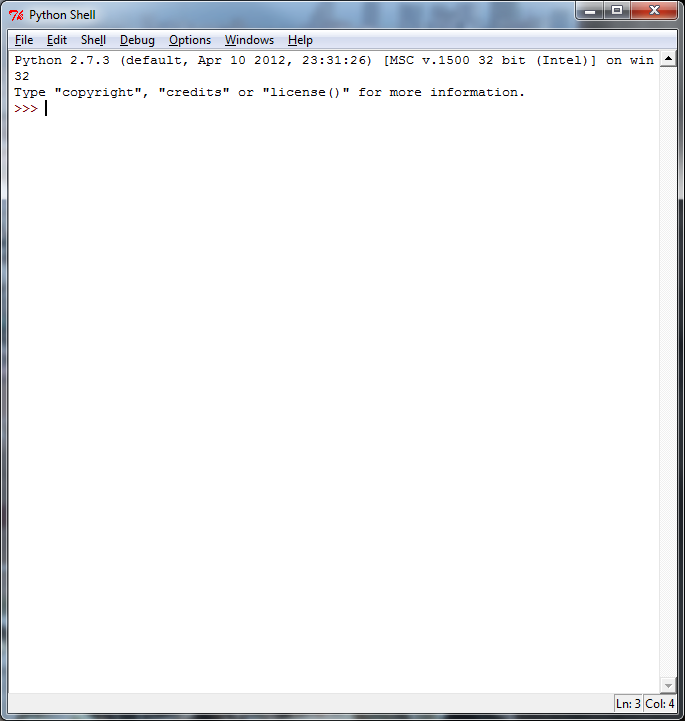 Python Shell
File Edit Shell Debug Options Windows Help
Python 2.7.3 (default, Apr 10 2012, 23:31:26) [MSC v.1500 32 bit (Intel)] on win
32
Type "copyright", "credits" or "license()" for more information.
>>>
Ln: 3 Col: 4